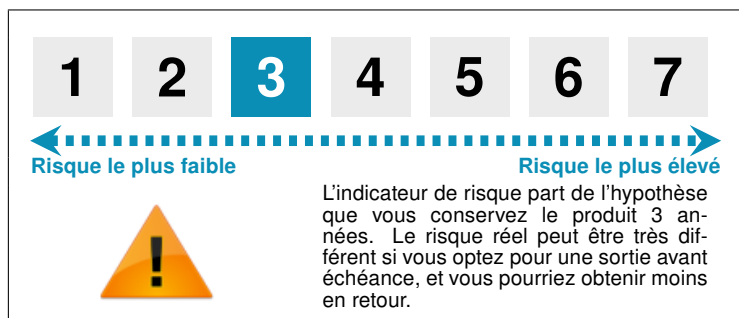 1 2 3 4 5 6 7
Risque le plus faible Risque le plus élevé
L'indicateur de risque part de l'hypothèse
que vous conservez le produit 3 an-
nées. Le risque réel peut être très dif-
férent si vous optez pour une sortie avant
échéance, et vous pourriez obtenir moins
en retour.